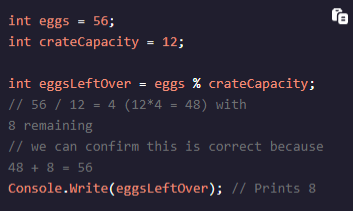 int eggs = 56;
int crateCapacity = 12;

int eggsLeftOver = eggs % crateCapacity;
// 56 / 12 = 4 (12*4 = 48) with
8 remaining
// we can confirm this is correct because
48 + 8 = 56
Console.Write(eggsLeftOver); // Prints 8